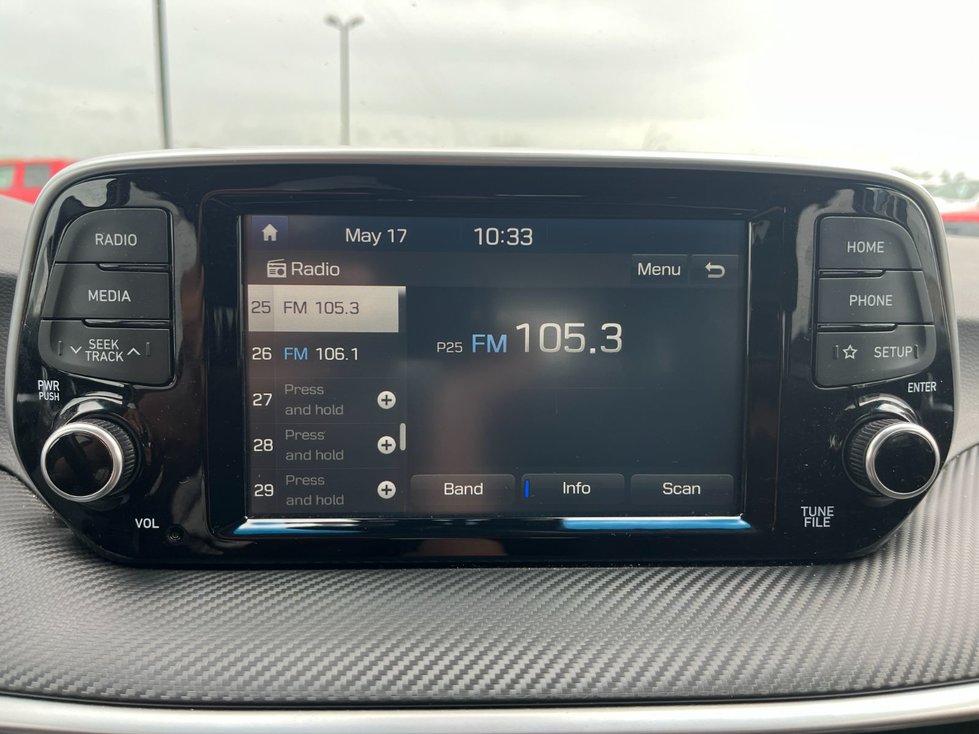 RADIO
MEDIA
SEEK
TRACK
PWR
PUSH
VOL
May 17
10:33
Radio
Menu
25 FM 105.3
26 FM 106.1
27 Press
and hold
28 Press
and hold
29 Press
and hold
P25 FM 105.3
Band
Info
Scan
HOME
PHONE
SETUP
ENTER
TUNE
FILE